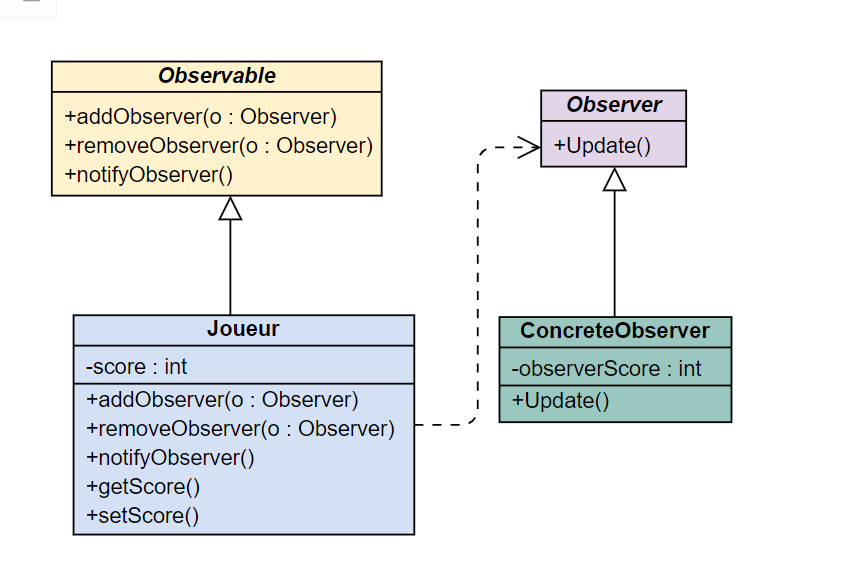 Observable
+addObserver(o : Observer)
+removeObserver(o : Observer)
+notifyObserver()
Observer
+Update()
Joueur
-score : int
+addObserver(o : Observer)
+removeObserver(o : Observer)
+notifyObserver()
+getScore()
+setScore()
ConcreteObserver
-observerScore : int
+Update()